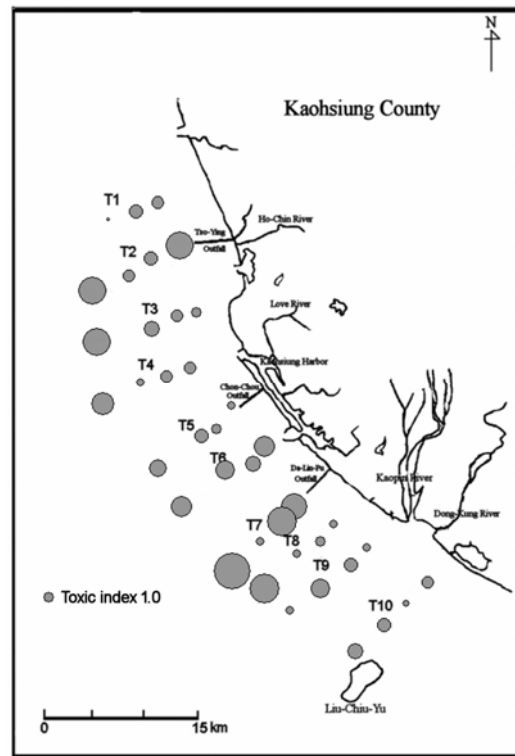 N
Kaohsiung County
T1
Ho-Chin River
Tso-Ying
Outfall
T2
T3
Love River
T4
Kaohsiung Harbor
Chon-Chou
Outfall
T5
T6
Da-Lin-Pu
Outfall
Kaopin River
Dong-Kung River
T7
T8
T9
Toxic index 1.0
T10
Liu-Chiu-Yu
0
15 km